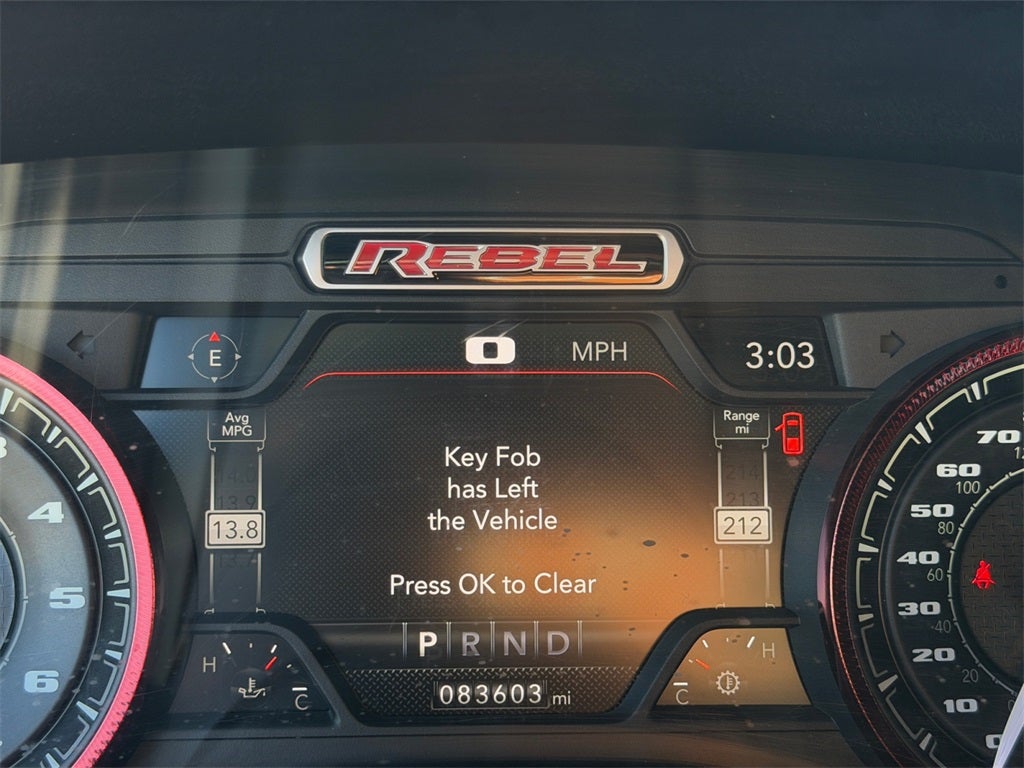 REBEL
E
0 MPH
3:03
Avg
MPG
13.8
Range
mi
214
213
212
Key Fob
has Left
the Vehicle
Press OK to Clear
P R N D
H
C
083603 mi
C
H
4
5
6
70
60
100
50
80
40
60
30
40
20
20
10